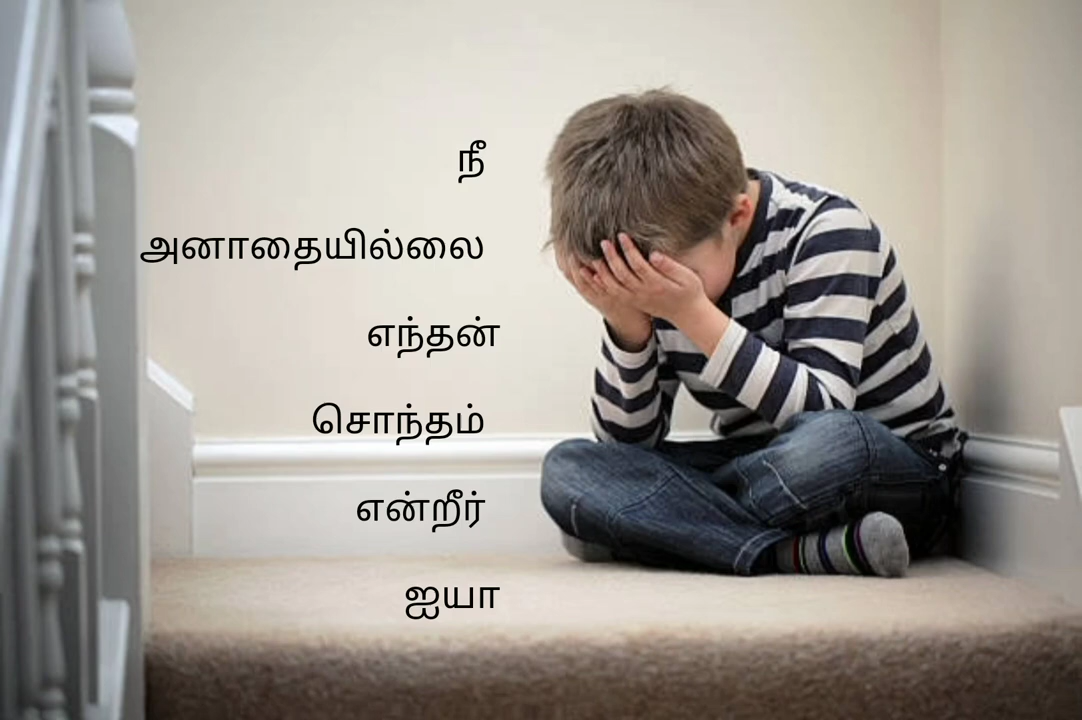 நீ
அனாதையில்லை
எந்தன்
சொந்தம்
என்றீர்
ஐயா